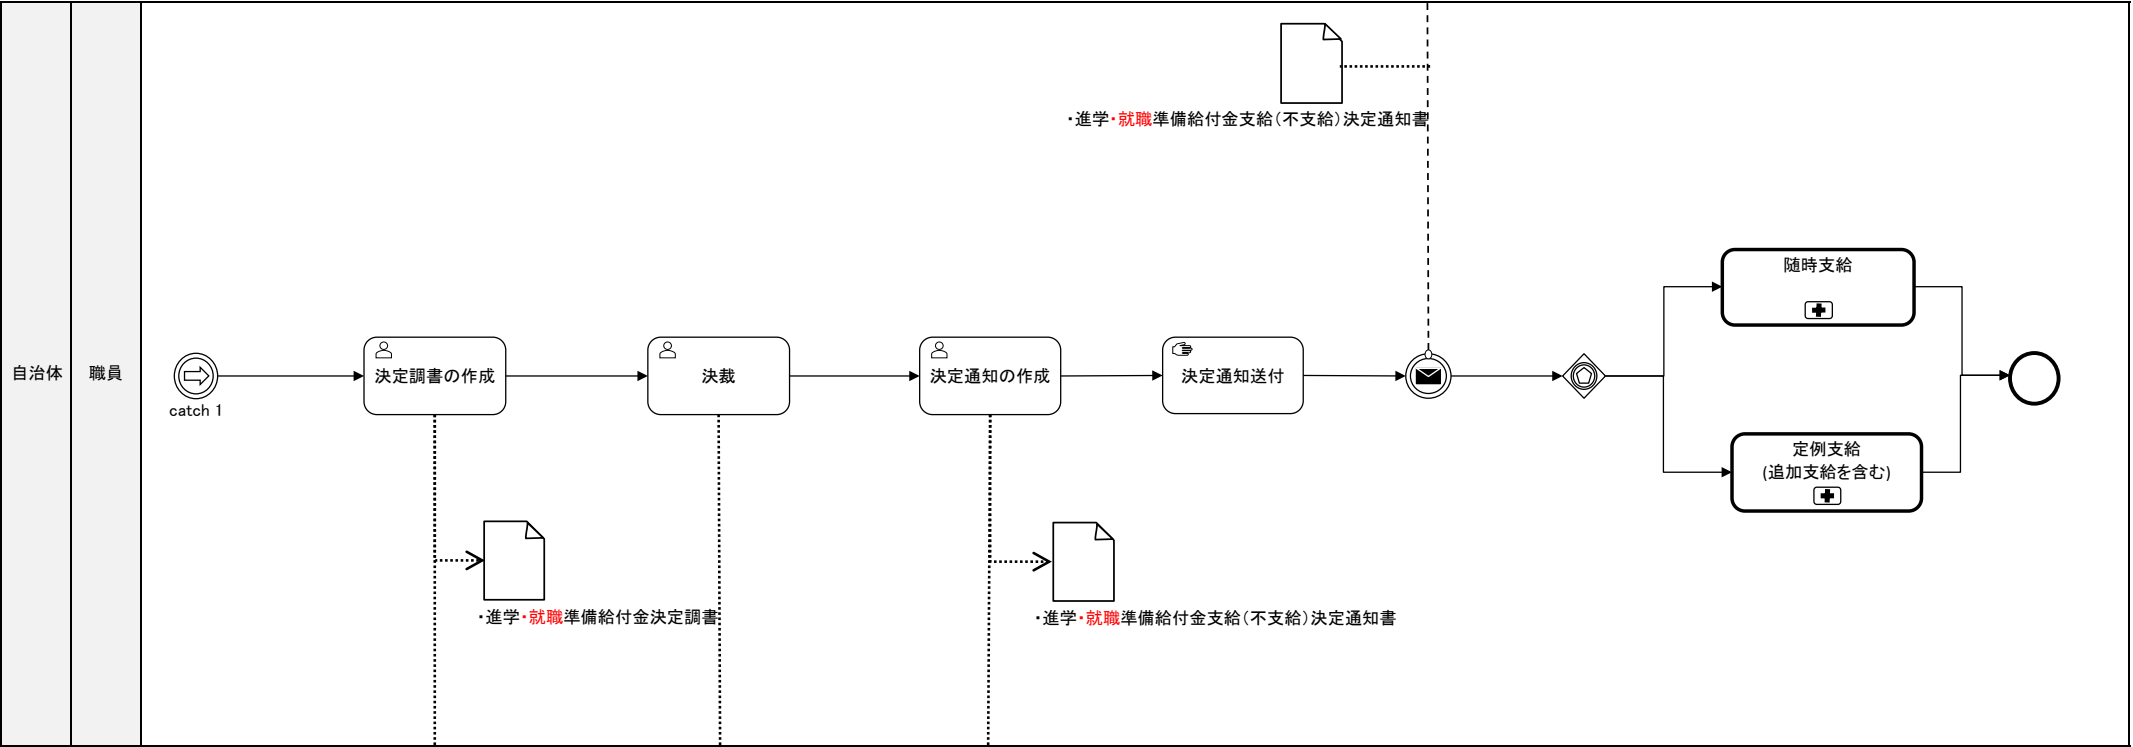 ・進学・就職準備給付金支給(不支給)決定通知書
自治体
職員
catch 1
決定調書の作成
決裁
決定通知の作成
決定通知送付
随時支給
定例支給
(追加支給を含む)
・進学・就職準備給付金決定調書
・進学・就職準備給付金支給(不支給)決定通知書